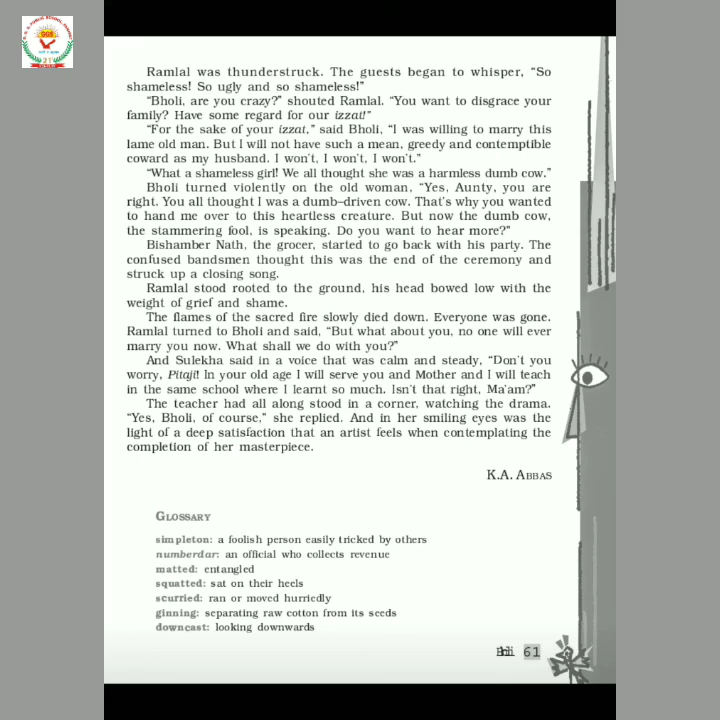 GGS
Ramlal was thunderstruck. The guests began to whisper, “So
shameless! So ugly and so shameless!”
“Bholi, are you crazy?” shouted Ramlal. “You want to disgrace your
family? Have some regard for our izzat!”
“For the sake of your izzat,” said Bholi, “I was willing to marry this
lame old man. But I will not have such a mean, greedy and contemptible
coward as my husband. I won’t, I won’t, I won’t.”
“What a shameless girl! We all thought she was a harmless dumb cow.”
Bholi turned violently on the old woman, “Yes, Aunty, you are
right. You all thought I was a dumb–driven cow. That’s why you wanted
to hand me over to this heartless creature. But now the dumb cow,
the stammering fool, is speaking. Do you want to hear more?”
Bishamber Nath, the grocer, started to go back with his party. The
confused bandsmen thought this was the end of the ceremony and
struck up a closing song.
Ramlal stood rooted to the ground, his head bowed low with the
weight of grief and shame.
The flames of the sacred fire slowly died down. Everyone was gone.
Ramlal turned to Bholi and said, “But what about you, no one will ever
marry you now. What shall we do with you?”
And Sulekha said in a voice that was calm and steady, “Don’t you
worry, Pitaji! In your old age I will serve you and Mother and I will teach
in the same school where I learnt so much. Isn’t that right, Ma’am?”
The teacher had all along stood in a corner, watching the drama.
“Yes, Bholi, of course,” she replied. And in her smiling eyes was the
light of a deep satisfaction that an artist feels when contemplating the
completion of her masterpiece.
K.A. ABBAS
GLOSSARY
simpleton: a foolish person easily tricked by others
numberdar: an official who collects revenue
matted: entangled
squatted: sat on their heels
scurried: ran or moved hurriedly
ginning: separating raw cotton from its seeds
downcast: looking downwards
Bholi 61